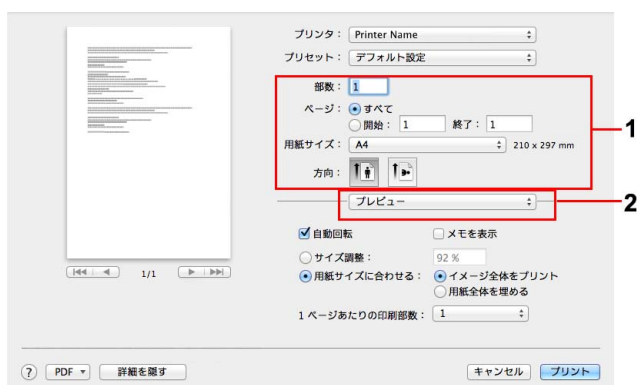 プリンタ： Printer Name
プリセット： デフォルト設定
部数： 1
ページ： すべて
開始： 1 終了： 1
用紙サイズ： A4 210 x 297 mm
方向：
1
プレビュー
2
自動回転 メモを表示
サイズ調整： 92 %
用紙サイズに合わせる： イメージ全体をプリント
用紙全体を埋める
1/1
1 ページあたりの印刷部数： 1
? PDF 詳細を隠す キャンセル プリント